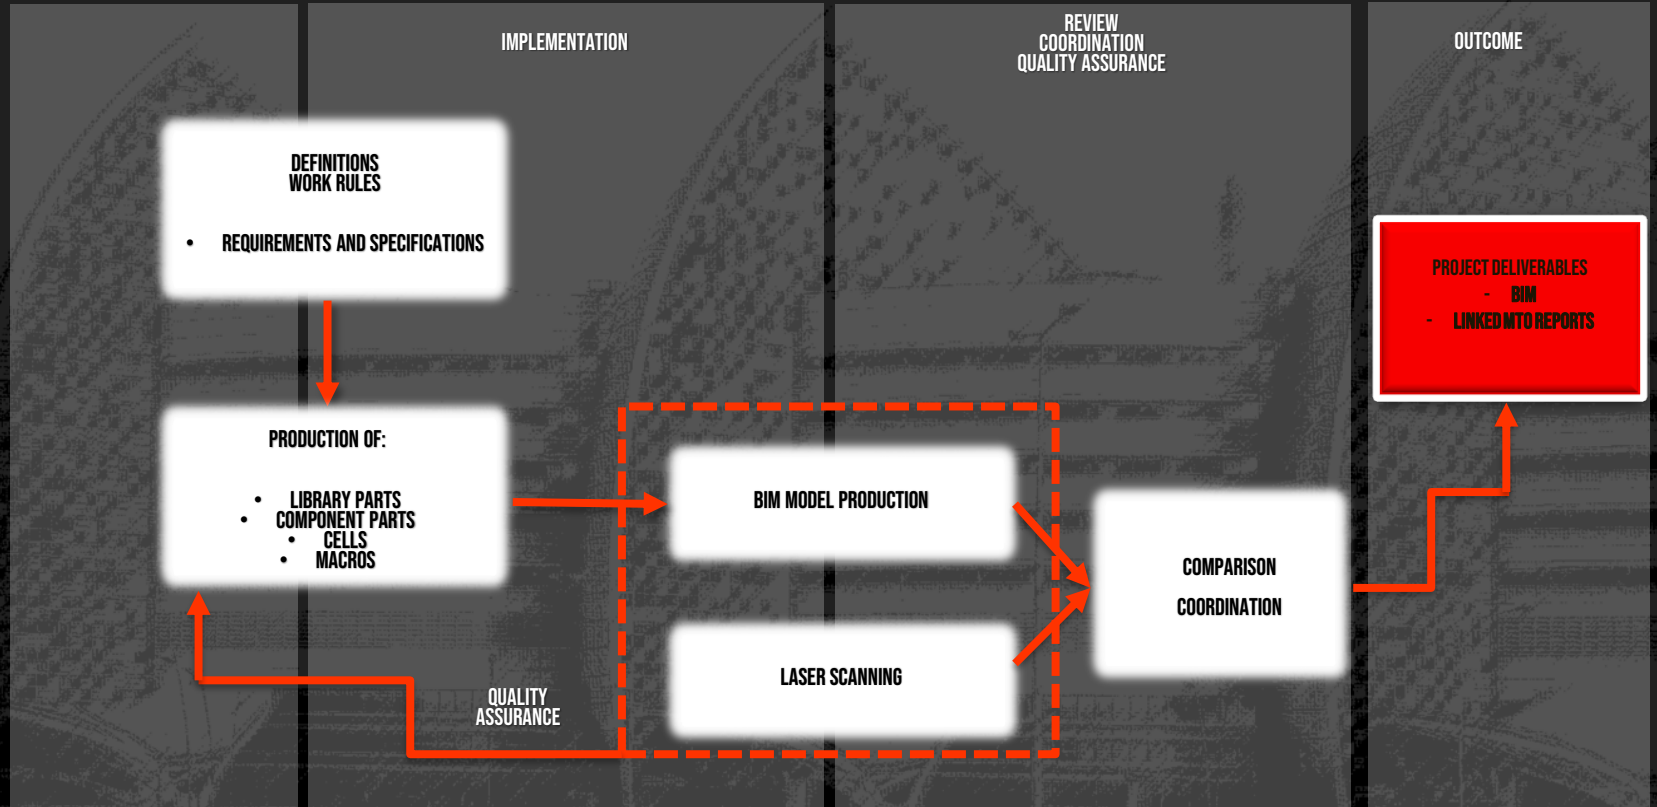 IMPLEMENTATION
REVIEW
COORDINATION
QUALITY ASSURANCE
OUTCOME
DEFINITIONS
WORK RULES
• REQUIREMENTS AND SPECIFICATIONS
PROJECT DELIVERABLES
- BIM
- LINKED MTO REPORTS
PRODUCTION OF:
• LIBRARY PARTS
• COMPONENT PARTS
• CELLS
• MACROS
BIM MODEL PRODUCTION
COMPARISON
COORDINATION
LASER SCANNING
QUALITY
ASSURANCE